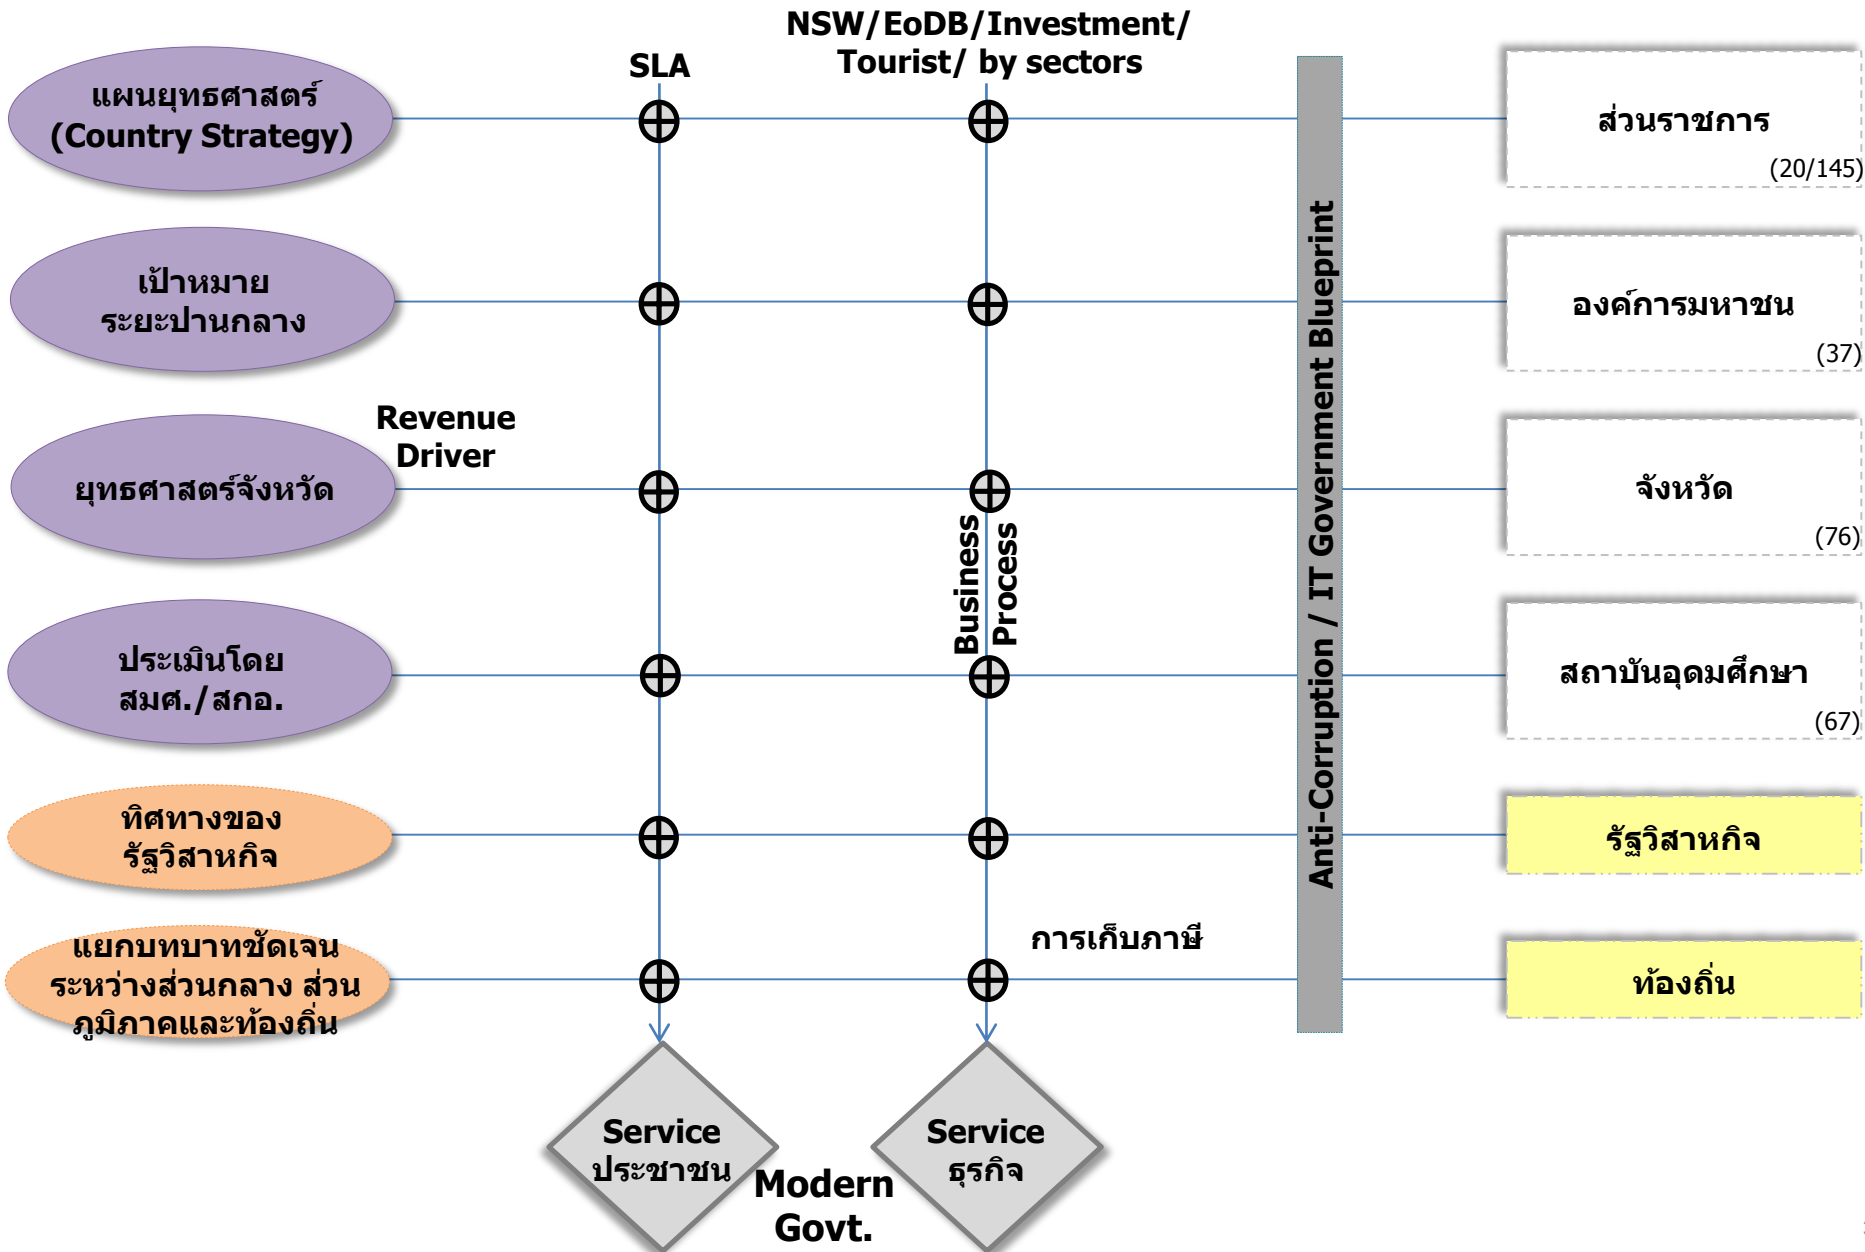 NSW/EoDB/Investment/
Tourist/ by sectors
SLA
แผนยุทธศาสตร์
(Country Strategy)
ส่วนราชการ
(20/145)
เป้าหมาย
ระยะปานกลาง
องค์การมหาชน
(37)
Revenue
Driver
ยุทธศาสตร์จังหวัด
จังหวัด
(76)
Business
Process
Anti-Corruption / IT Government Blueprint
ประเมินโดย
สมศ./สกอ.
สถาบันอุดมศึกษา
(67)
ทิศทางของ
รัฐวิสาหกิจ
รัฐวิสาหกิจ
การเก็บภาษี
แยกบทบาทชัดเจน
ระหว่างส่วนกลาง ส่วน
ภูมิภาคและท้องถิ่น
ท้องถิ่น
Service
ประชาชน
Service
ธุรกิจ
Modern
Govt.